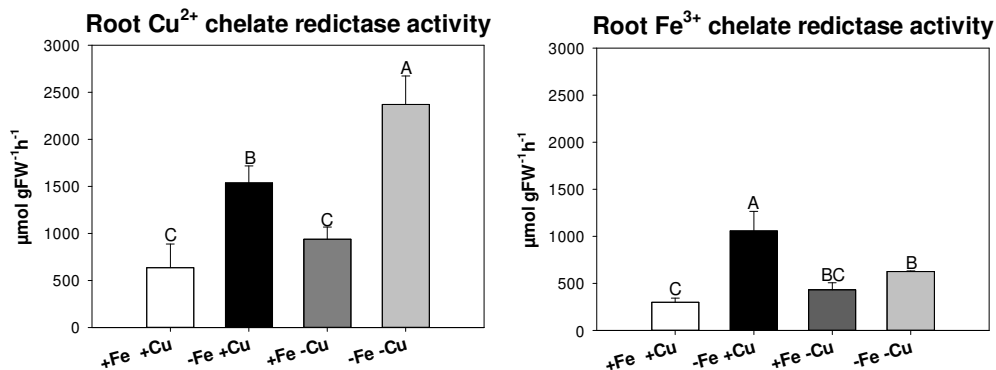 Root Cu²⁺ chelate redictase activity
3000
2500
2000
1500
1000
500
0
µmol gFW⁻¹h⁻¹
C
B
C
A
+Fe +Cu
-Fe +Cu
+Fe -Cu
-Fe -Cu
Root Fe³⁺ chelate redictase activity
3000
2500
2000
1500
1000
500
0
µmol gFW⁻¹h⁻¹
C
A
BC
B
+Fe +Cu
-Fe +Cu
+Fe -Cu
-Fe -Cu